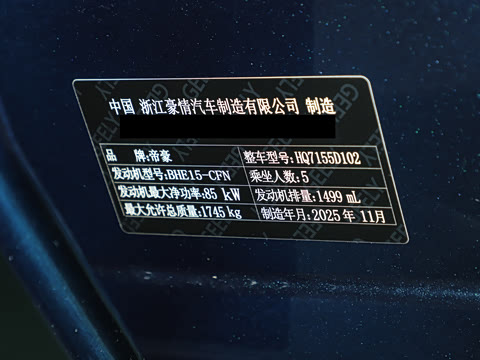 中国 浙江豪情汽车制造有限公司 制造
品 牌:帝豪 整车型号:HQ7155D102
发动机型号:BHE15-CFN 乘坐人数:5
发动机最大净功率:85 kW 发动机排量:1499 mL
最大允许总质量:1745 kg 制造年月:2025 年 11月